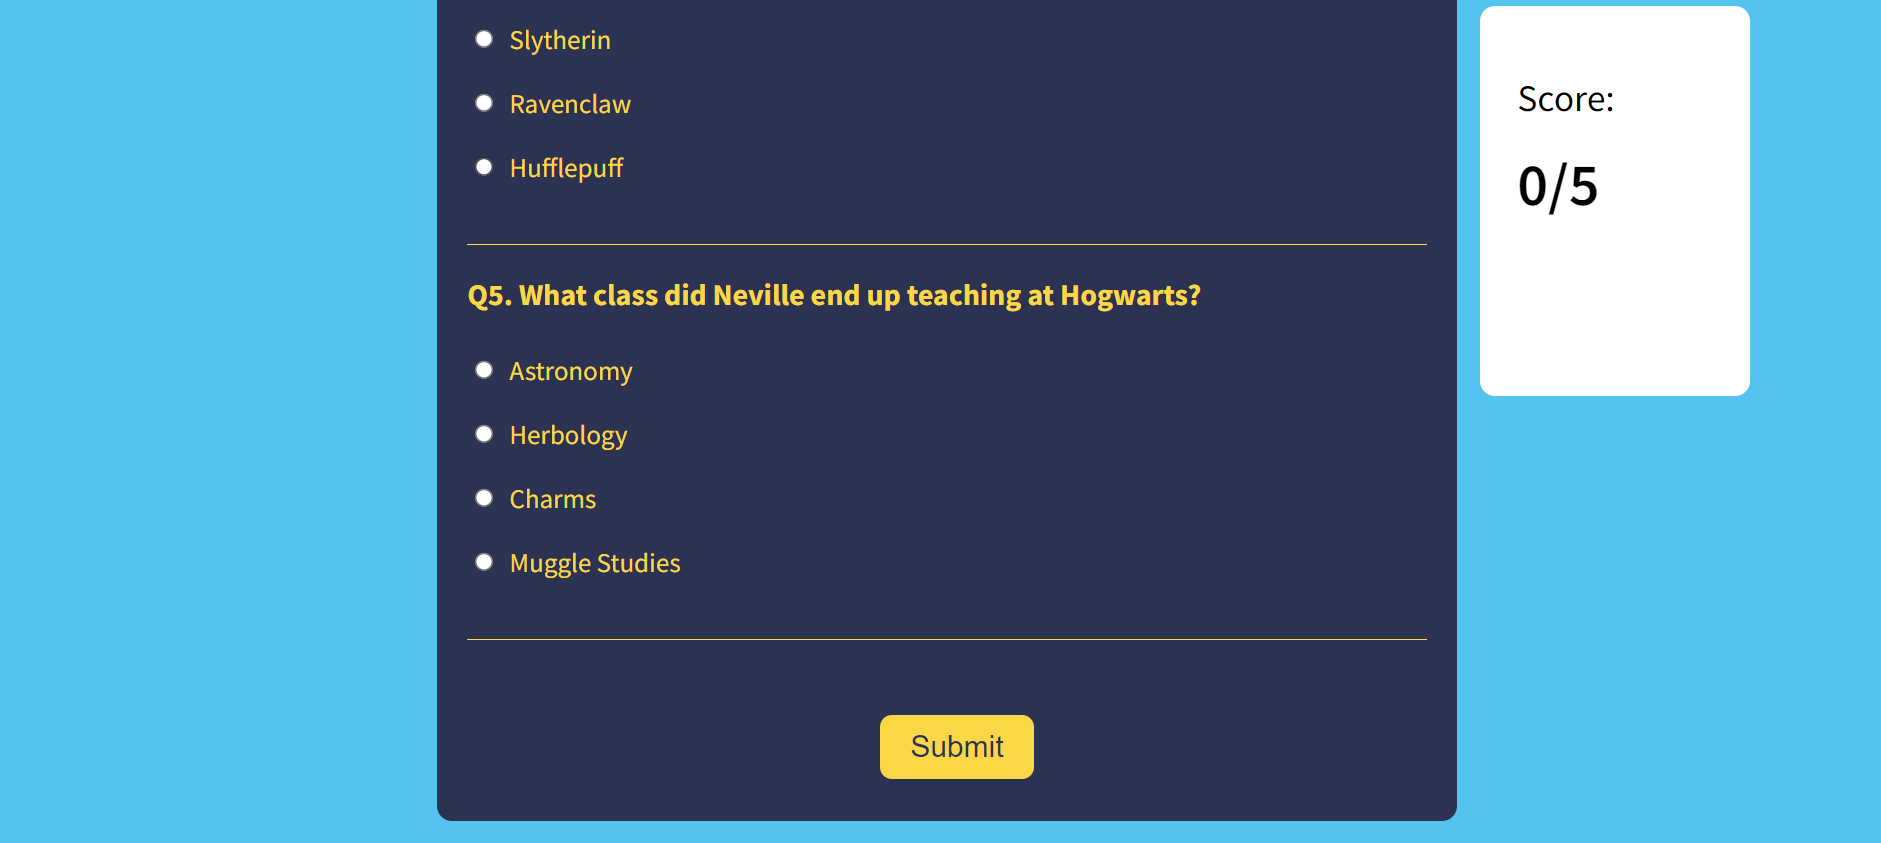 Slytherin
Ravenclaw
Hufflepuff
Q5. What class did Neville end up teaching at Hogwarts?
Astronomy
Herbology
Charms
Muggle Studies
Submit
Score:
0/5